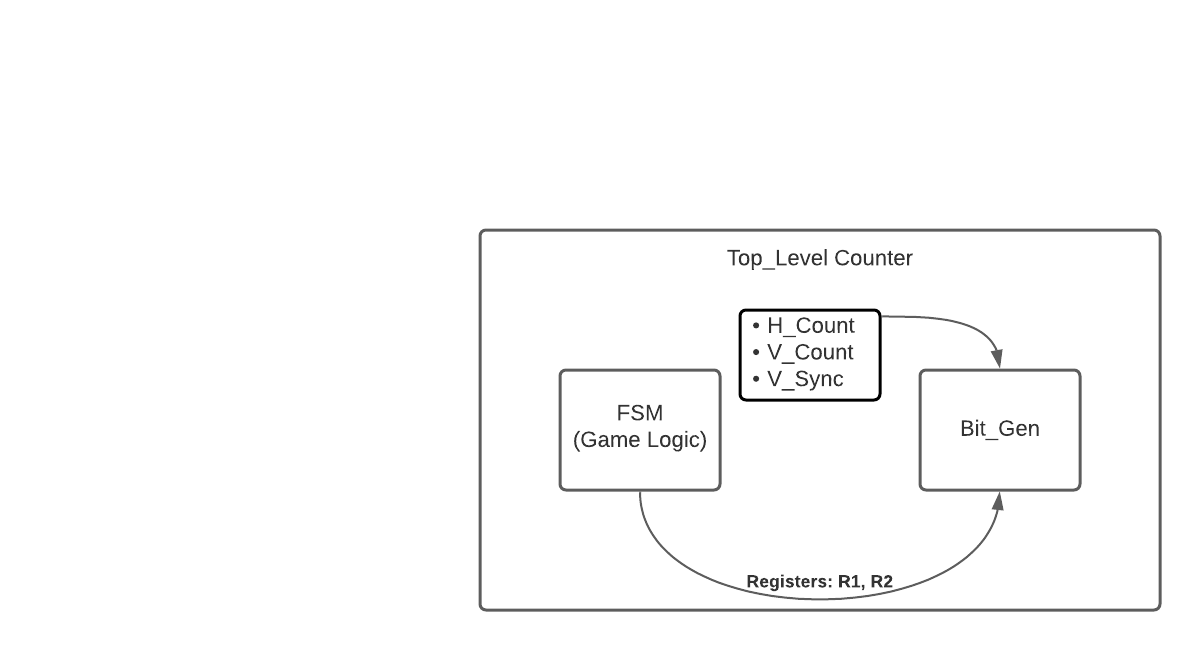 Top_Level Counter
• H_Count
• V_Count
• V_Sync
FSM
(Game Logic)
Bit_Gen
Registers: R1, R2